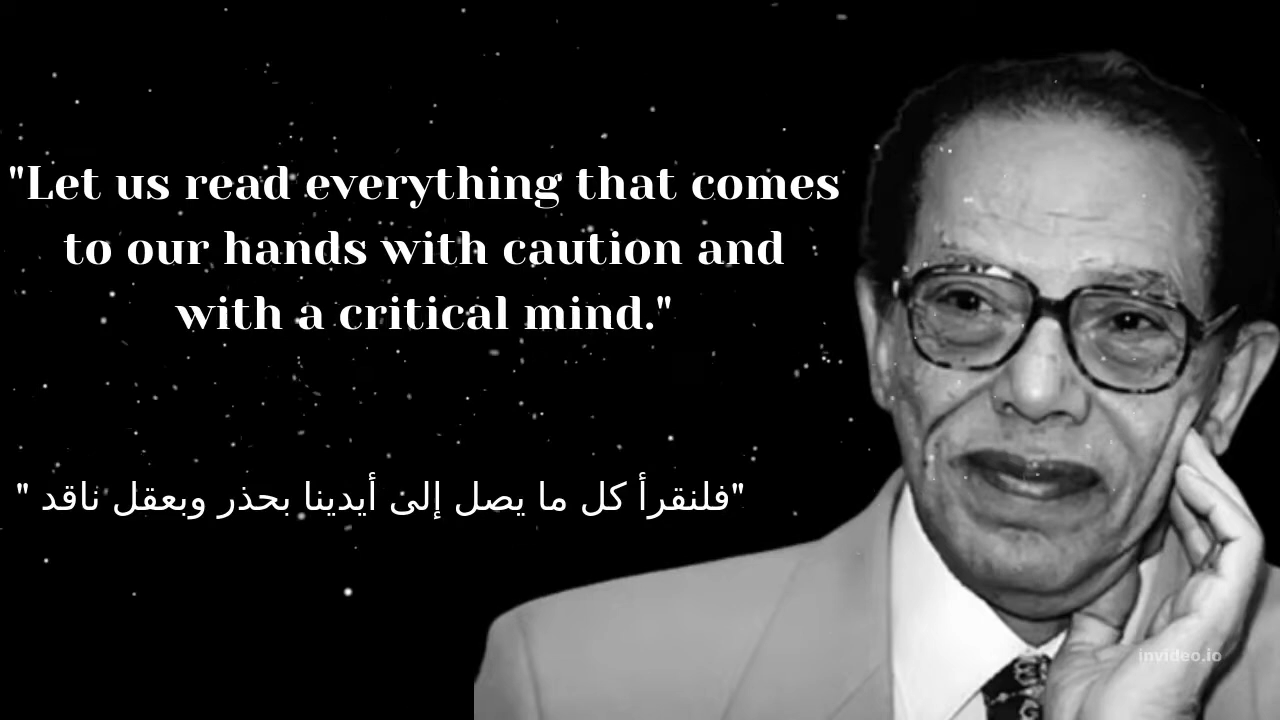 "Let us read everything that comes
to our hands with caution and
with a critical mind."
"فلنقرأ كل ما يصل إلى أيدينا بحذر وبعقل ناقد "
invideo.io